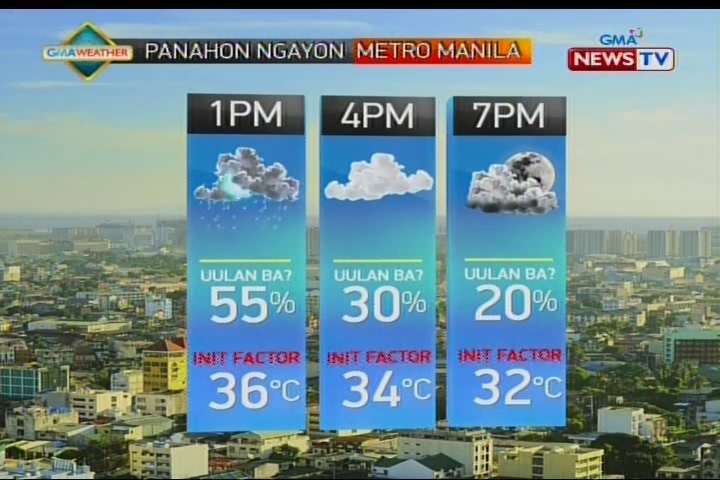 GMA WEATHER
PANAHON NGAYON METRO MANILA
GMA
NEWS TV
1PM
4PM
7PM
UULAN BA?
55%
UULAN BA?
30%
UULAN BA?
20%
INIT FACTOR
36°C
INIT FACTOR
34°C
INIT FACTOR
32°C